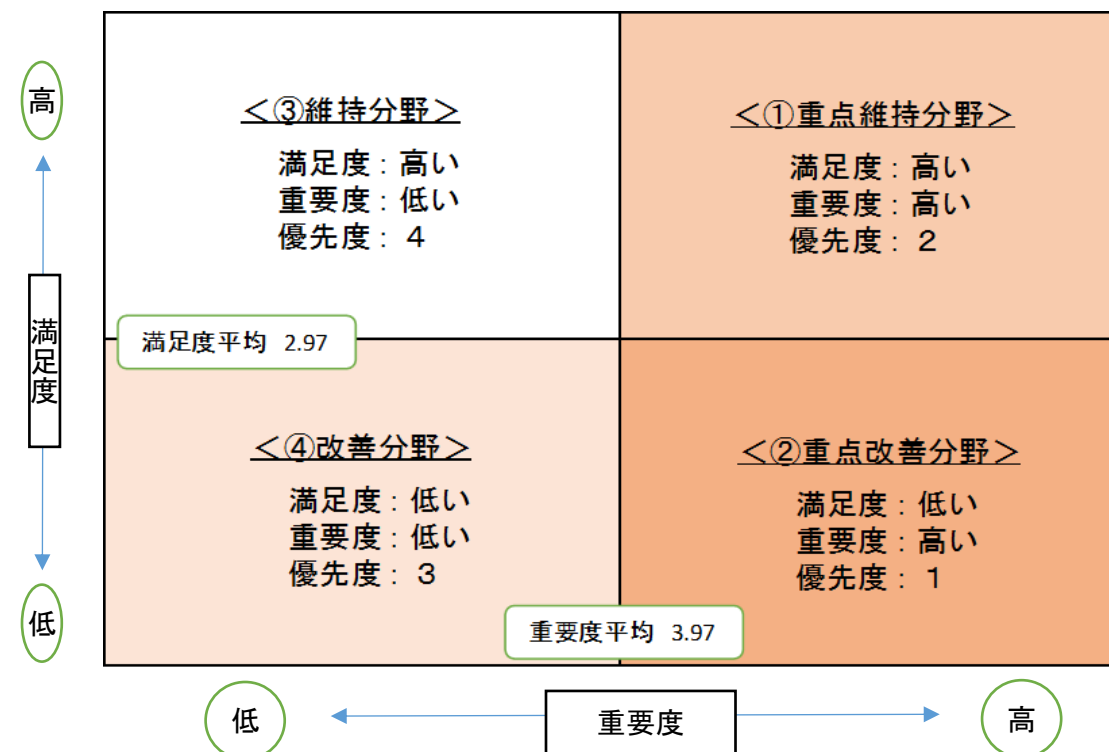 高
満足度
低
＜③維持分野＞
満足度：高い
重要度：低い
優先度：４
＜①重点維持分野＞
満足度：高い
重要度：高い
優先度：２
満足度平均 2.97
＜④改善分野＞
満足度：低い
重要度：低い
優先度：３
＜②重点改善分野＞
満足度：低い
重要度：高い
優先度：１
重要度平均 3.97
低
重要度
高